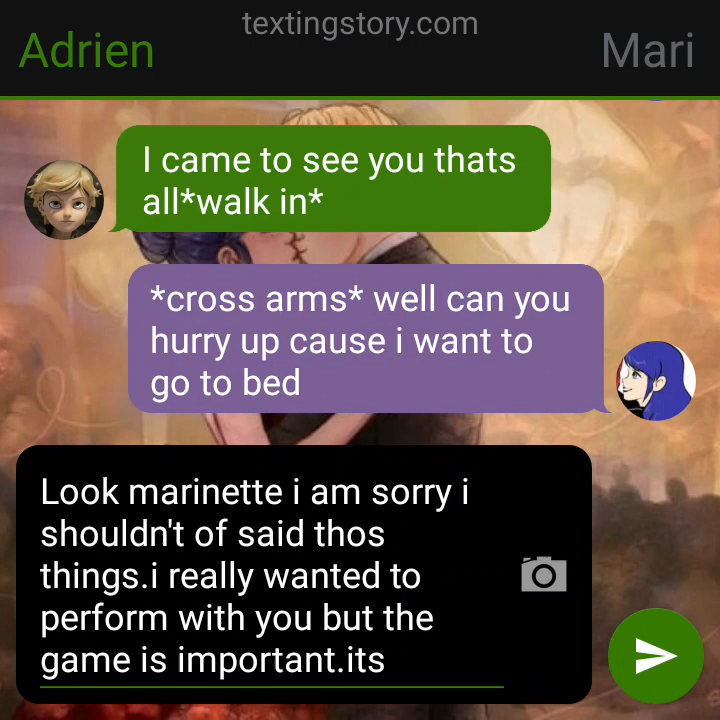 textingstory.com
Adrien
Mari
I came to see you thats
all*walk in*
*cross arms* well can you
hurry up cause i want to
go to bed
Look marinette i am sorry i
shouldn't of said thos
things.i really wanted to
perform with you but the
game is important.its